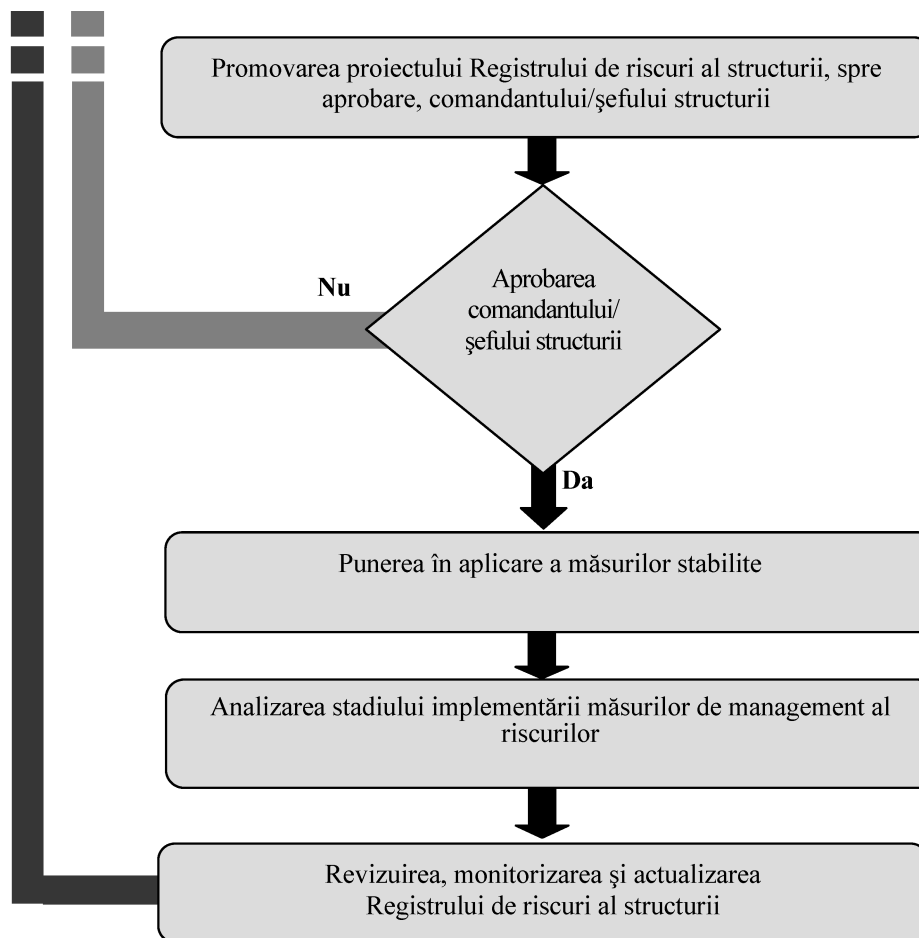 Promovarea proiectului Registrului de riscuri al structurii, spre
aprobare, comandantului/şefului structurii
Nu
Aprobarea
comandantului/
şefului structurii
Da
Punerea în aplicare a măsurilor stabilite
Analizarea stadiului implementării măsurilor de management al
riscurilor
Revizuirea, monitorizarea şi actualizarea
Registrului de riscuri al structurii